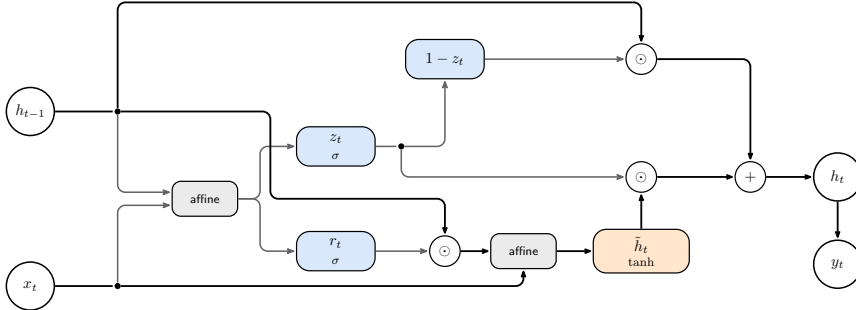 1 − z_t
⊙
h_{t−1}
z_t
σ
⊙
+
h_t
affine
r_t
σ
⊙
affine
h̃_t
tanh
x_t
y_t